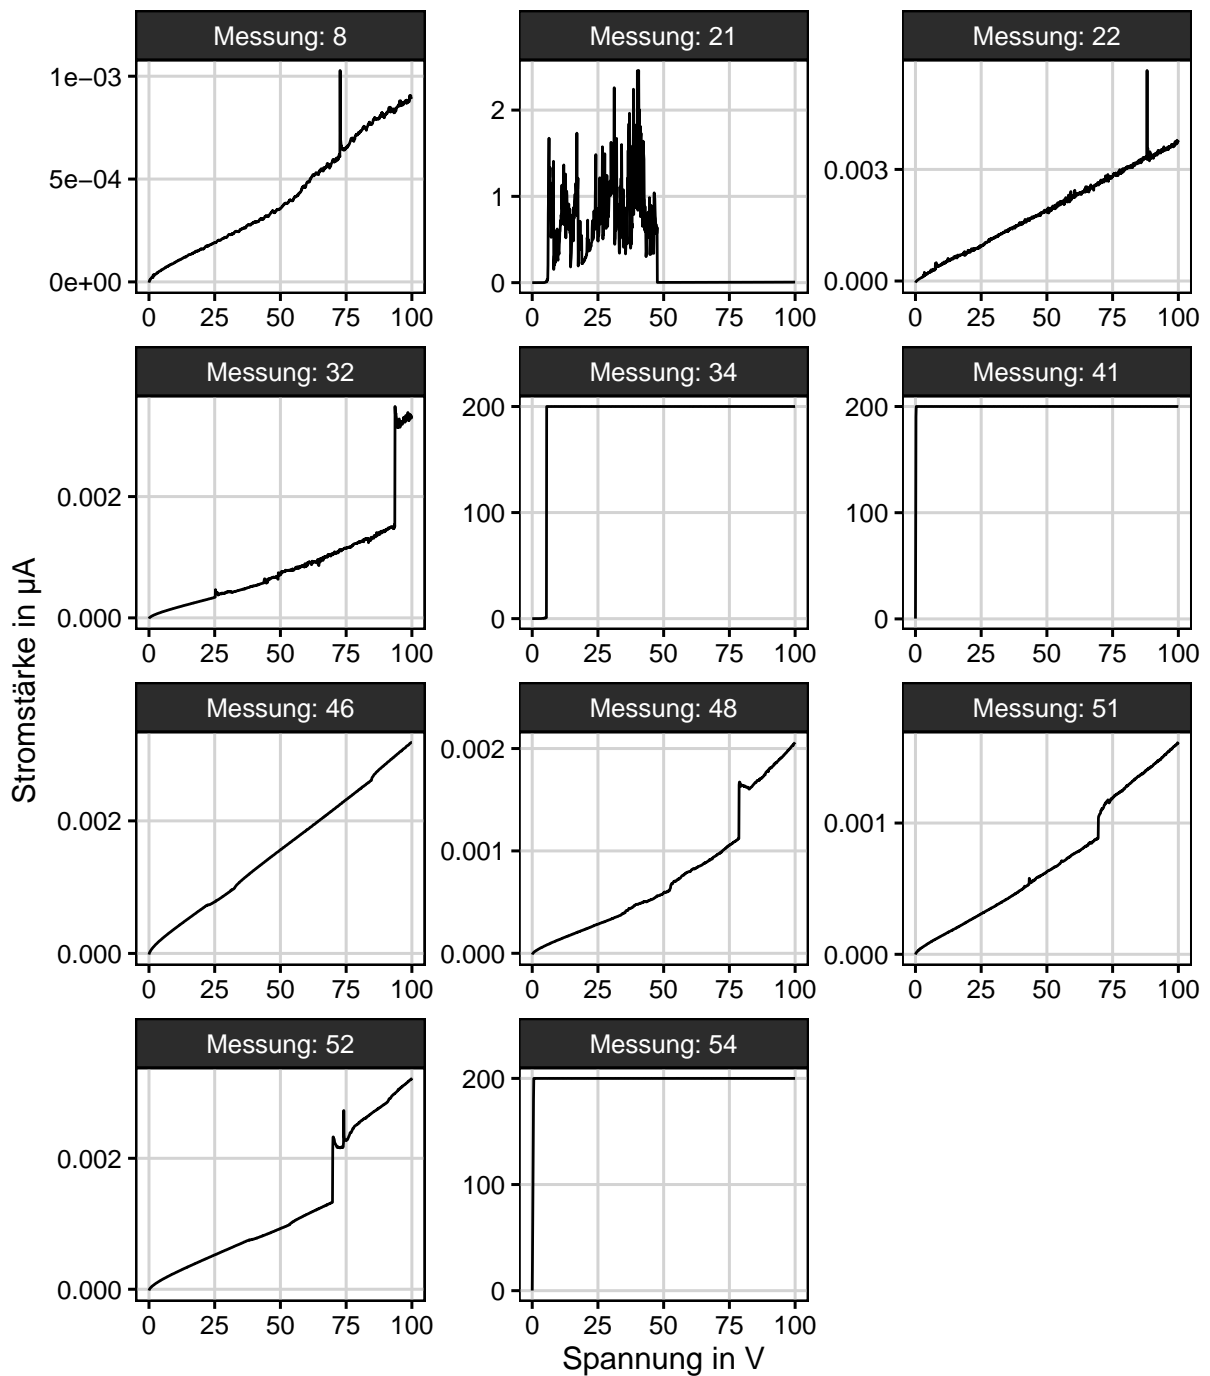 Messung: 8
Messung: 21
Messung: 22
1e−03
5e−04
0e+00
2
1
0
0.003
0.000
0 25 50 75 100
0 25 50 75 100
0 25 50 75 100
Messung: 32
Messung: 34
Messung: 41
0.002
0.000
200
100
0
200
100
0
0 25 50 75 100
0 25 50 75 100
0 25 50 75 100
Stromstärke in µA
Messung: 46
Messung: 48
Messung: 51
0.002
0.000
0.002
0.001
0.000
0.001
0.000
0 25 50 75 100
0 25 50 75 100
0 25 50 75 100
Messung: 52
Messung: 54
0.002
0.000
200
100
0
0 25 50 75 100
0 25 50 75 100
Spannung in V